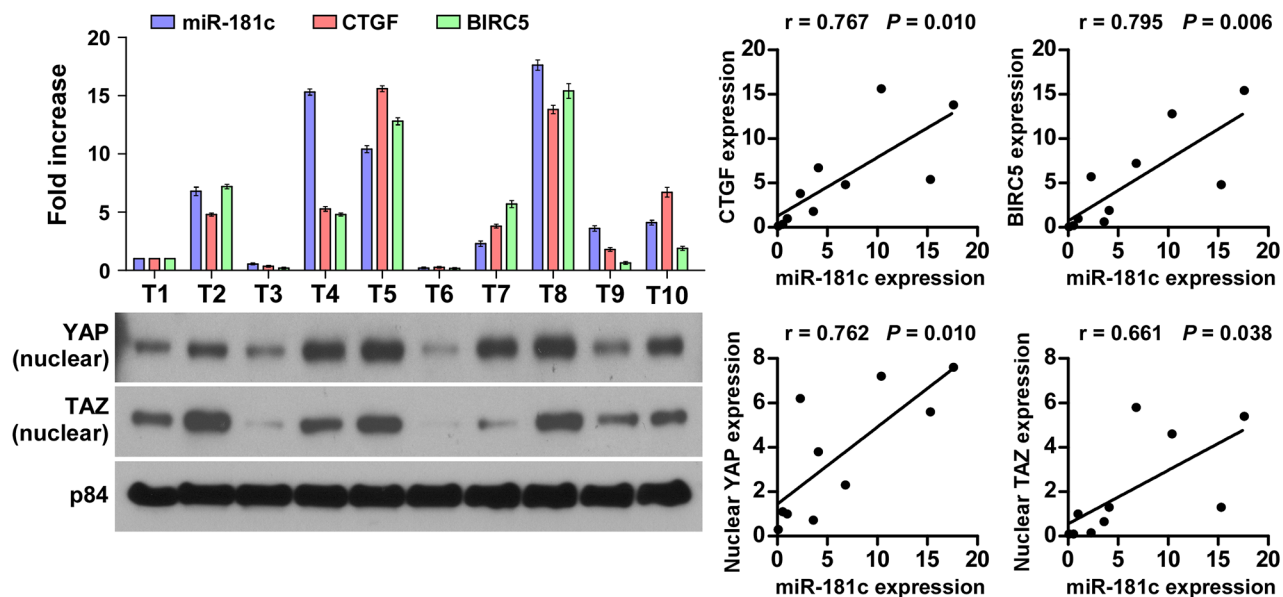 miR-181c CTGF BIRC5
Fold increase
20
15
10
5
0
T1 T2 T3 T4 T5 T6 T7 T8 T9 T10
YAP
(nuclear)
TAZ
(nuclear)
p84
r = 0.767 P = 0.010
CTGF expression
20
15
10
5
0
0 5 10 15 20
miR-181c expression
r = 0.795 P = 0.006
BIRC5 expression
20
15
10
5
0
0 5 10 15 20
miR-181c expression
r = 0.762 P = 0.010
Nuclear YAP expression
8
6
4
2
0
0 5 10 15 20
miR-181c expression
r = 0.661 P = 0.038
Nuclear TAZ expression
8
6
4
2
0
0 5 10 15 20
miR-181c expression